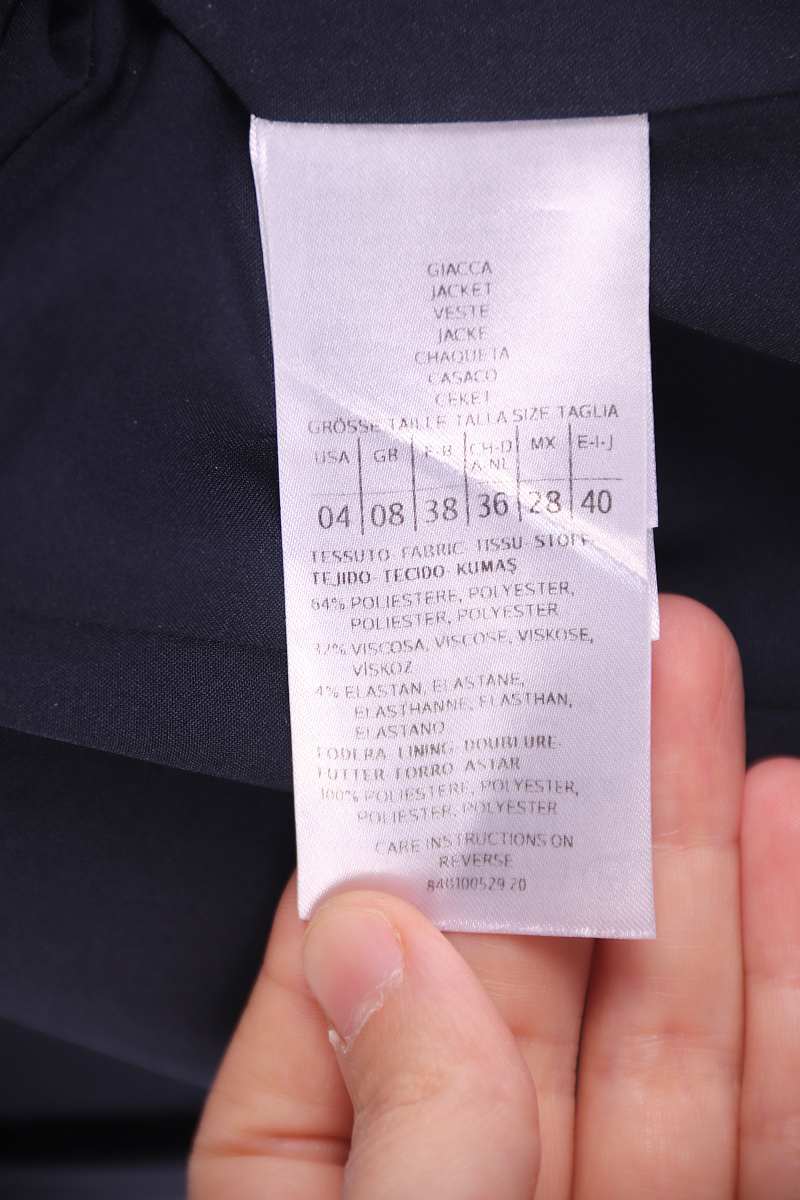 GIACCA
JACKET
VESTE
JACKE
CHAQUETA
CASACO
CEKET
GRÖSSE TAILLE TALLA SIZE TAGLIA
USA GR F-B CH-D A-NL MX E-I-J
04 08 38 36 28 40
TESSUTO-FABRIC-TISSU-STOFF-
TEJIDO-TECIDO-KUMAŞ
64% POLIESTERE, POLYESTER,
POLIESTER, POLYESTER
32% VISCOSA, VISCOSE, VISKOSE,
VİSKOZ
4% ELASTAN, ELASTANE,
ELASTHANNE, ELASTHAN,
ELASTANO
FODERA-LINING-DOUBLURE-
FUTTER-FORRO-ASTAR
100% POLIESTERE, POLYESTER,
POLIESTER, POLYESTER
CARE INSTRUCTIONS ON
REVERSE
840100529 20